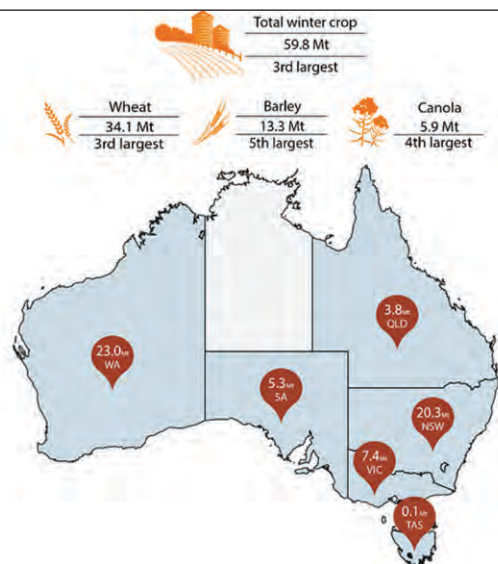 Total winter crop
59.8 Mt
3rd largest
Wheat
34.1 Mt
3rd largest
Barley
13.3 Mt
5th largest
Canola
5.9 Mt
4th largest
3.8Mt
QLD
23.0Mt
WA
5.3Mt
SA
20.3Mt
NSW
7.4Mt
VIC
0.1Mt
TAS